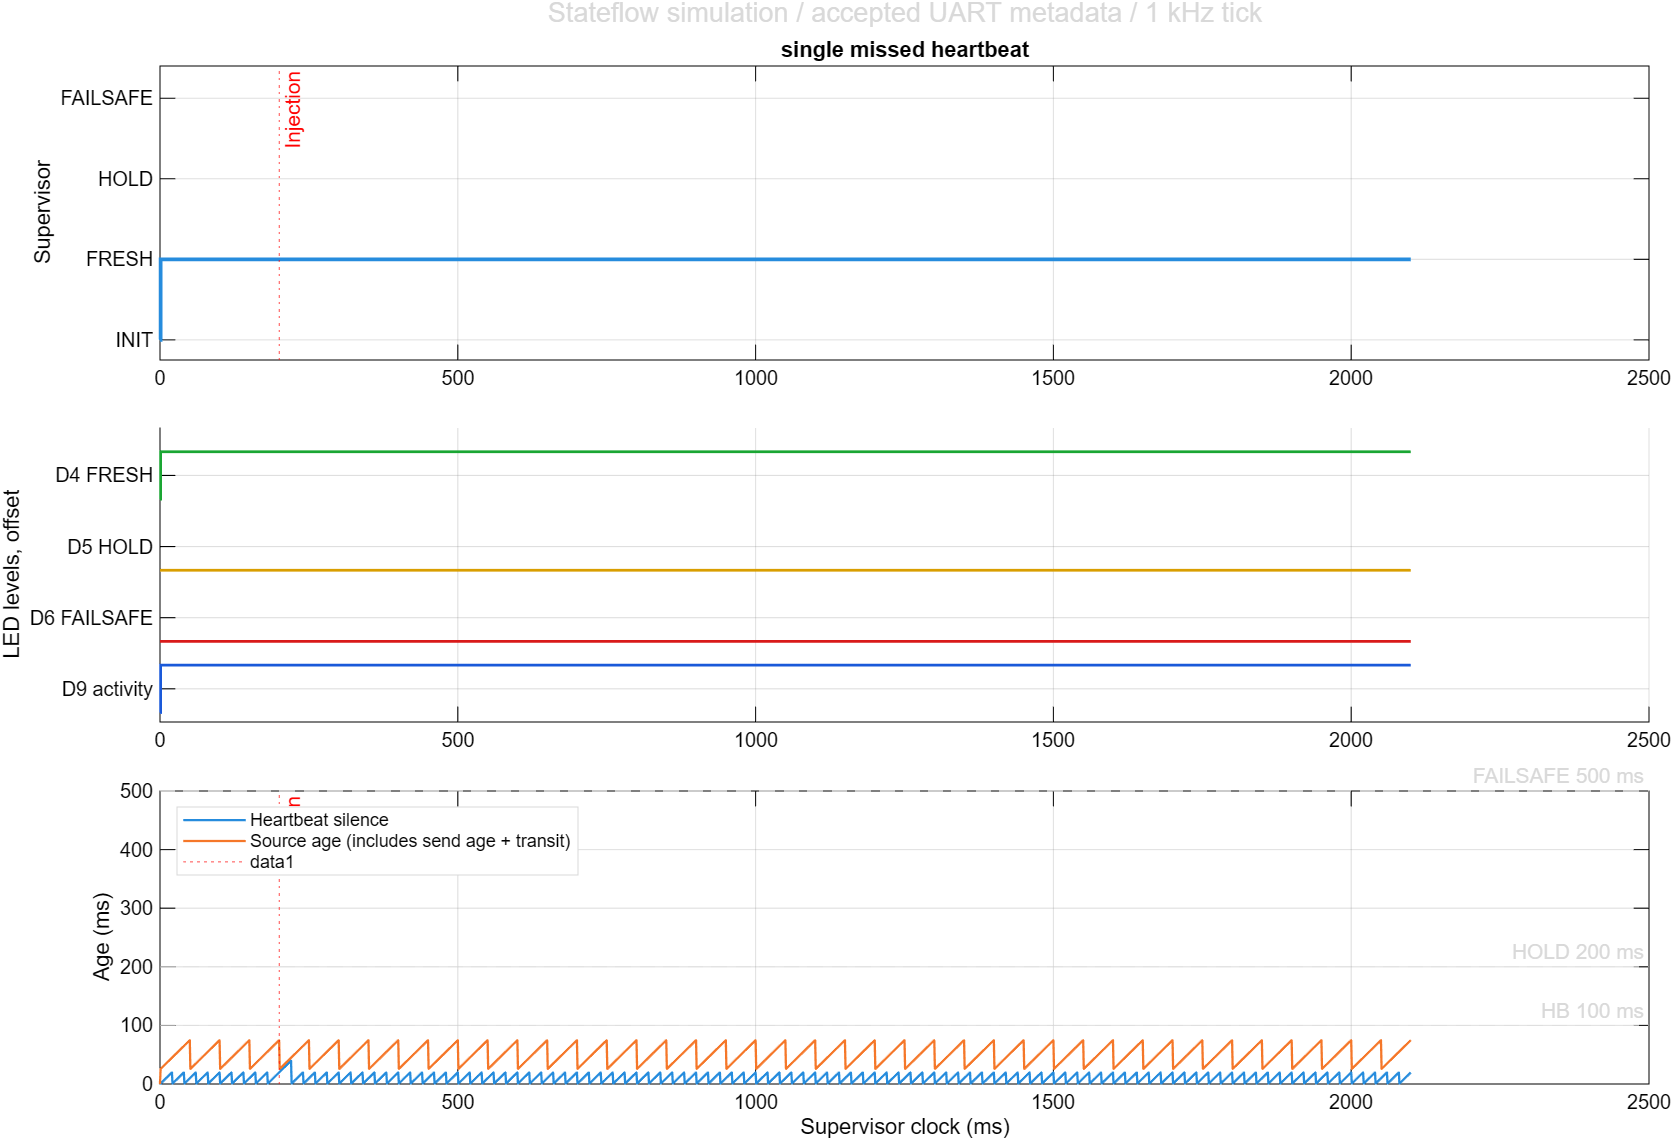 Stateflow simulation / accepted UART metadata / 1 kHz tick
single missed heartbeat
Supervisor
FAILSAFE
HOLD
FRESH
INIT
Injection
0 500 1000 1500 2000 2500
LED levels, offset
D4 FRESH
D5 HOLD
D6 FAILSAFE
D9 activity
0 500 1000 1500 2000 2500
Age (ms)
500
400
300
200
100
0
n
Heartbeat silence
Source age (includes send age + transit)
data1
FAILSAFE 500 ms
HOLD 200 ms
HB 100 ms
0 500 1000 1500 2000 2500
Supervisor clock (ms)